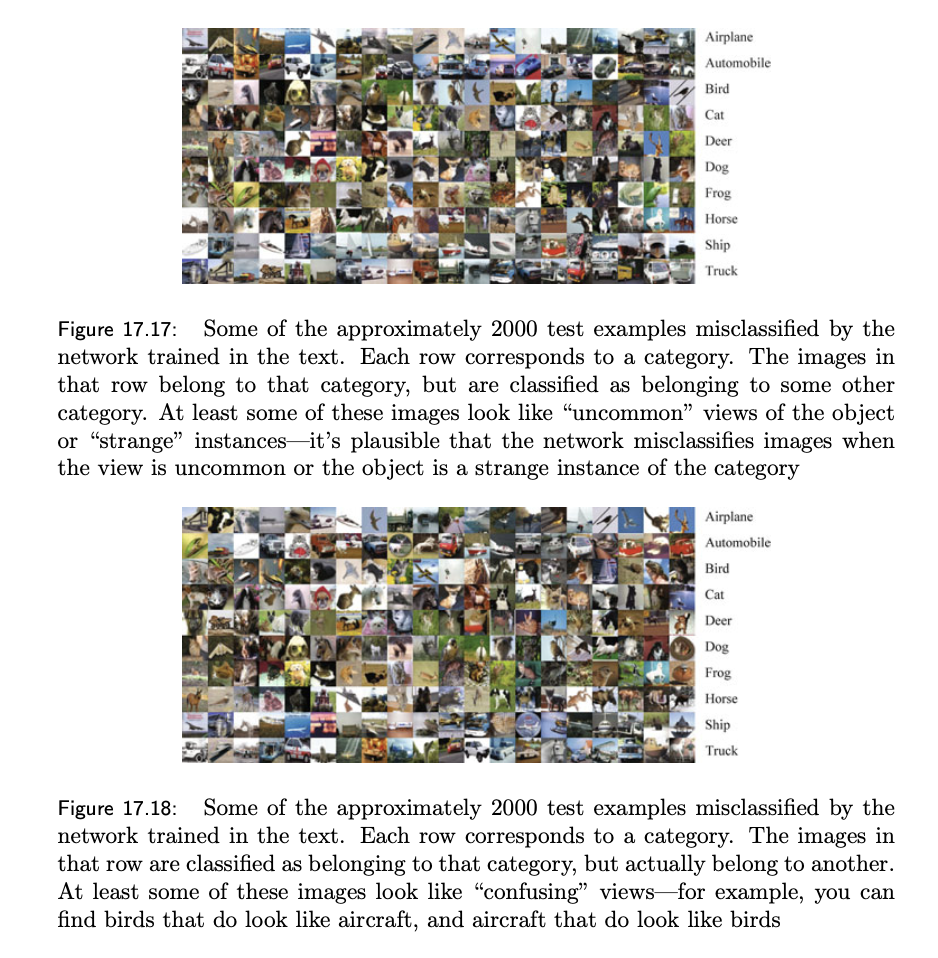 Airplane
Automobile
Bird
Cat
Deer
Dog
Frog
Horse
Ship
Truck
Figure 17.17: Some of the approximately 2000 test examples misclassified by the
network trained in the text. Each row corresponds to a category. The images in
that row belong to that category, but are classified as belonging to some other
category. At least some of these images look like “uncommon” views of the object
or “strange” instances—it’s plausible that the network misclassifies images when
the view is uncommon or the object is a strange instance of the category
Airplane
Automobile
Bird
Cat
Deer
Dog
Frog
Horse
Ship
Truck
Figure 17.18: Some of the approximately 2000 test examples misclassified by the
network trained in the text. Each row corresponds to a category. The images in
that row are classified as belonging to that category, but actually belong to another.
At least some of these images look like “confusing” views—for example, you can
find birds that do look like aircraft, and aircraft that do look like birds